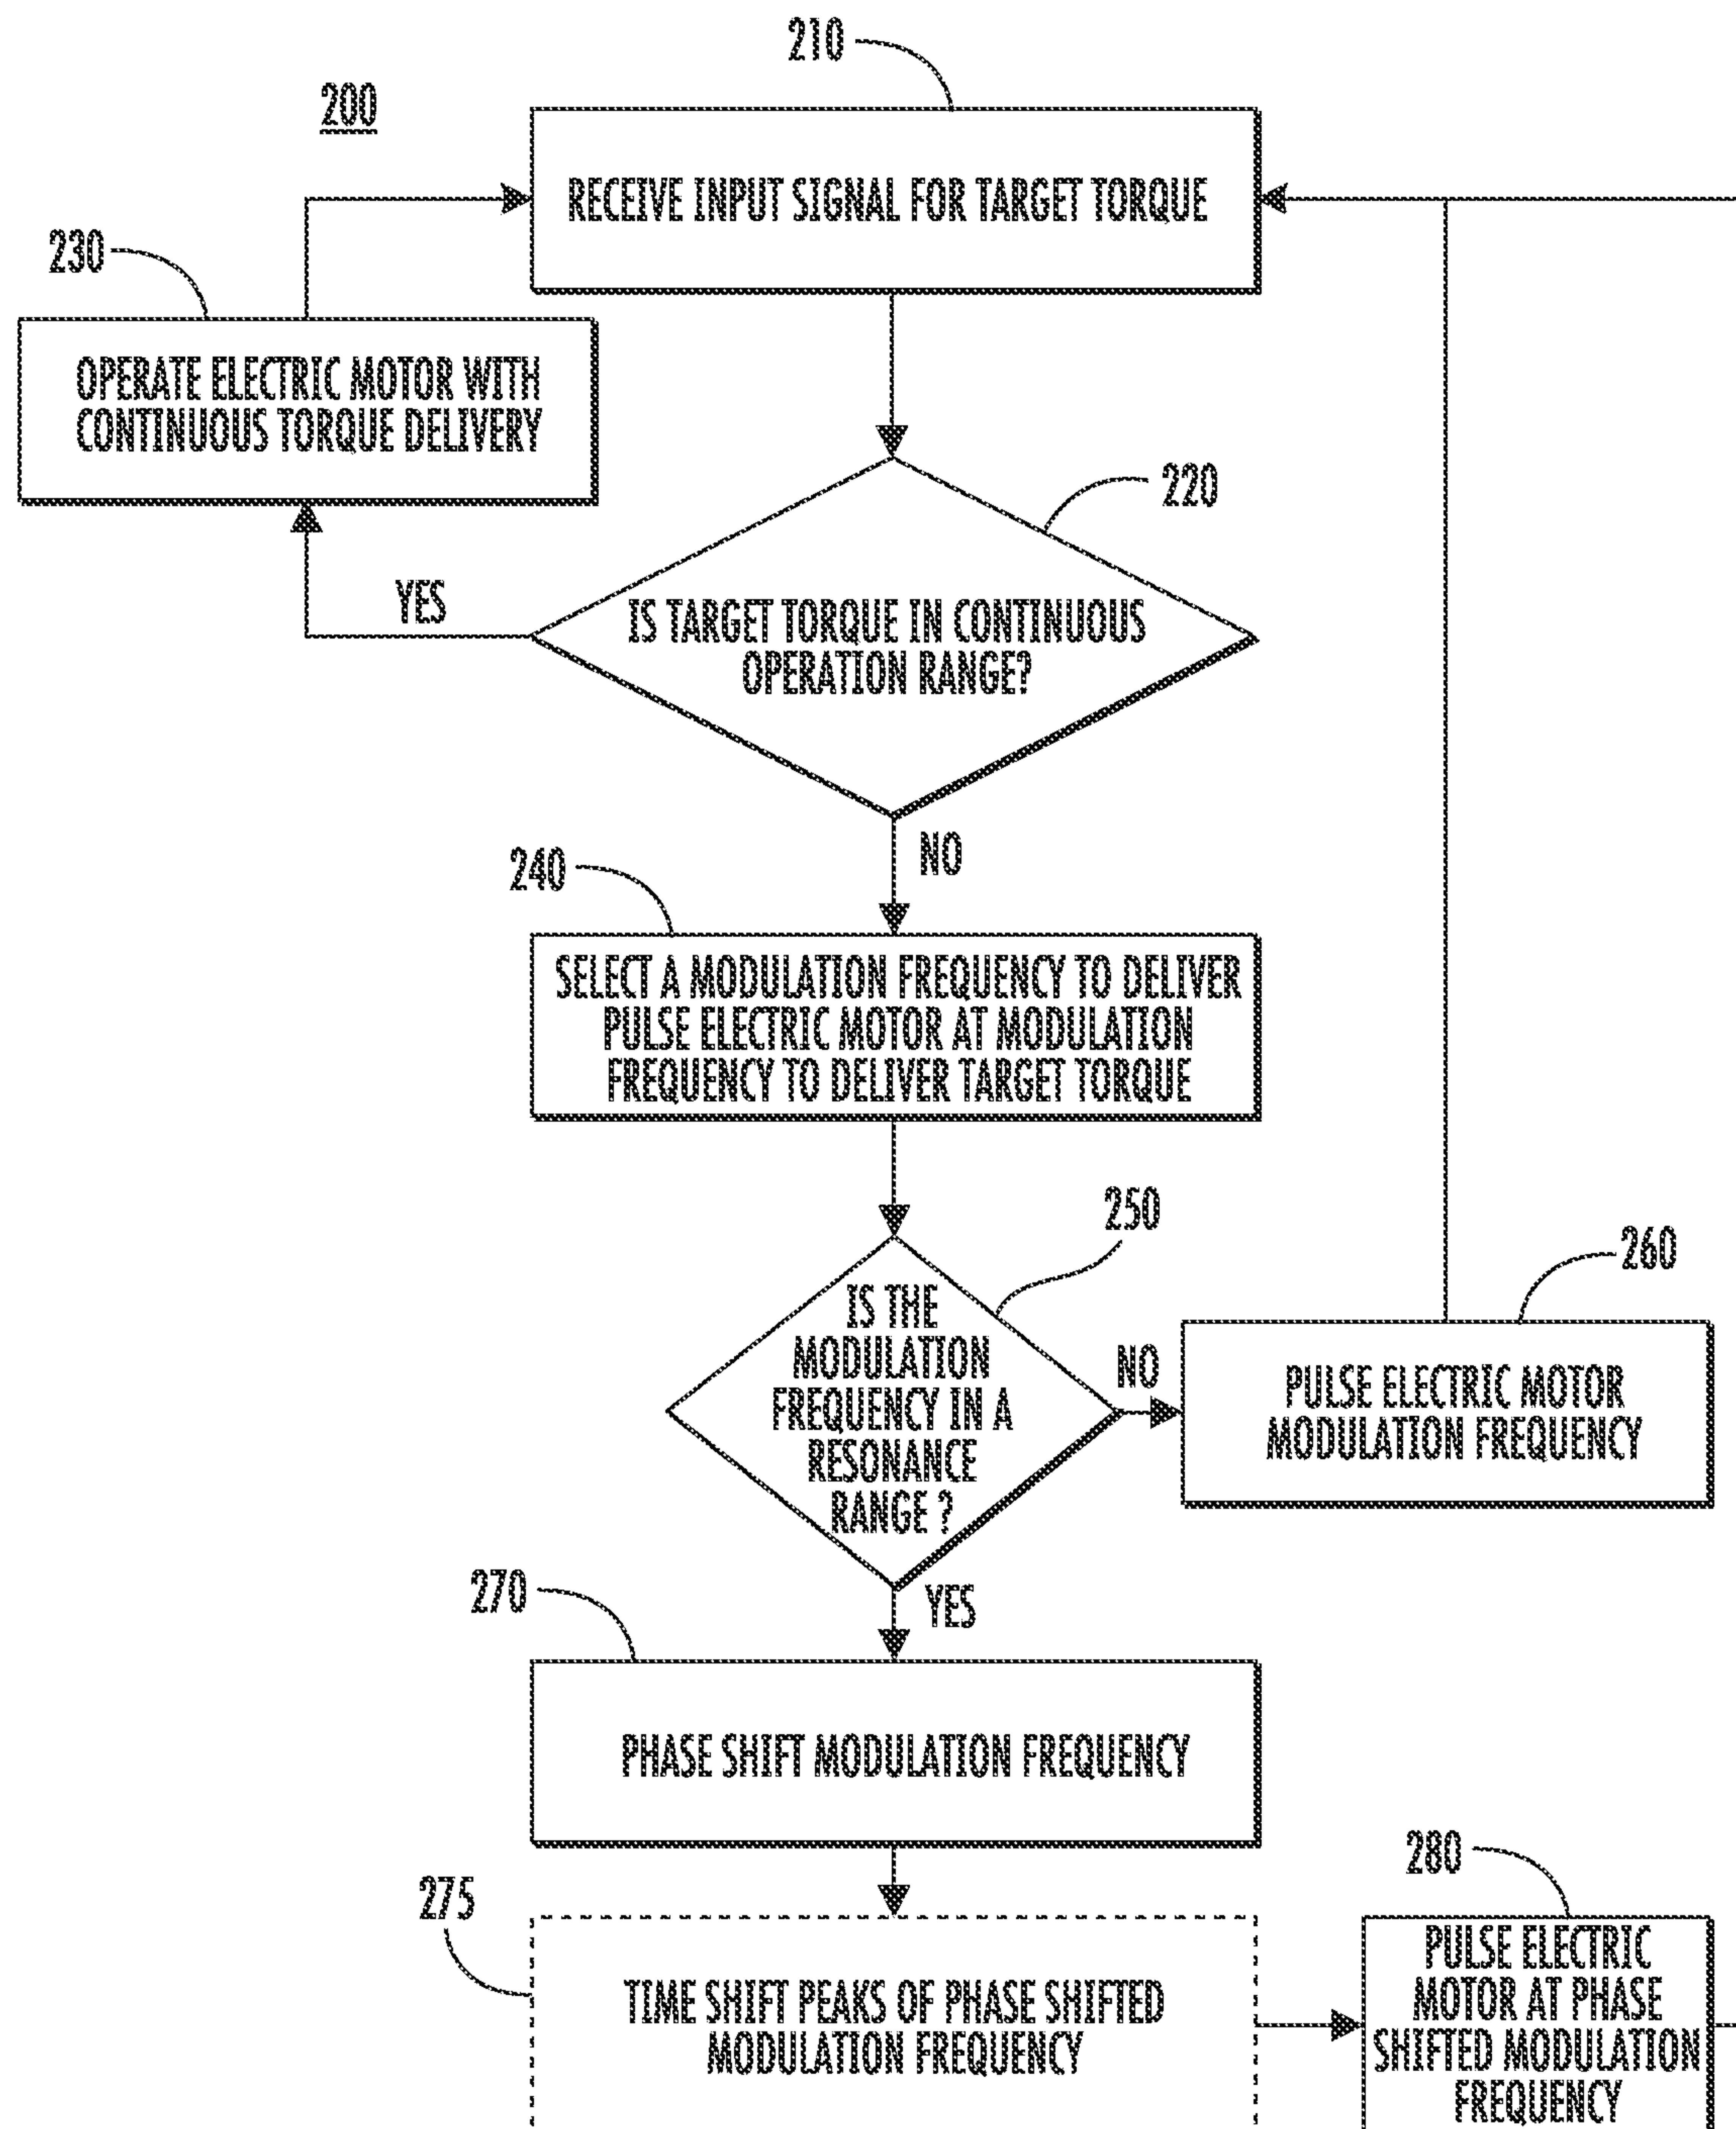 210
200
RECEIVE INPUT SIGNAL FOR TARGET TORQUE
230
OPERATE ELECTRIC MOTOR WITH
CONTINUOUS TORQUE DELIVERY
220
YES
IS TARGET TORQUE IN CONTINUOUS
OPERATION RANGE?
NO
240
SELECT A MODULATION FREQUENCY TO DELIVER
PULSE ELECTRIC MOTOR AT MODULATION
FREQUENCY TO DELIVER TARGET TORQUE
250
260
IS THE
MODULATION
FREQUENCY IN A
RESONANCE
RANGE ?
NO
PULSE ELECTRIC MOTOR
MODULATION FREQUENCY
YES
270
PHASE SHIFT MODULATION FREQUENCY
275
280
TIME SHIFT PEAKS OF PHASE SHIFTED
MODULATION FREQUENCY
PULSE ELECTRIC
MOTOR AT PHASE
SHIFTED MODULATION
FREQUENCY